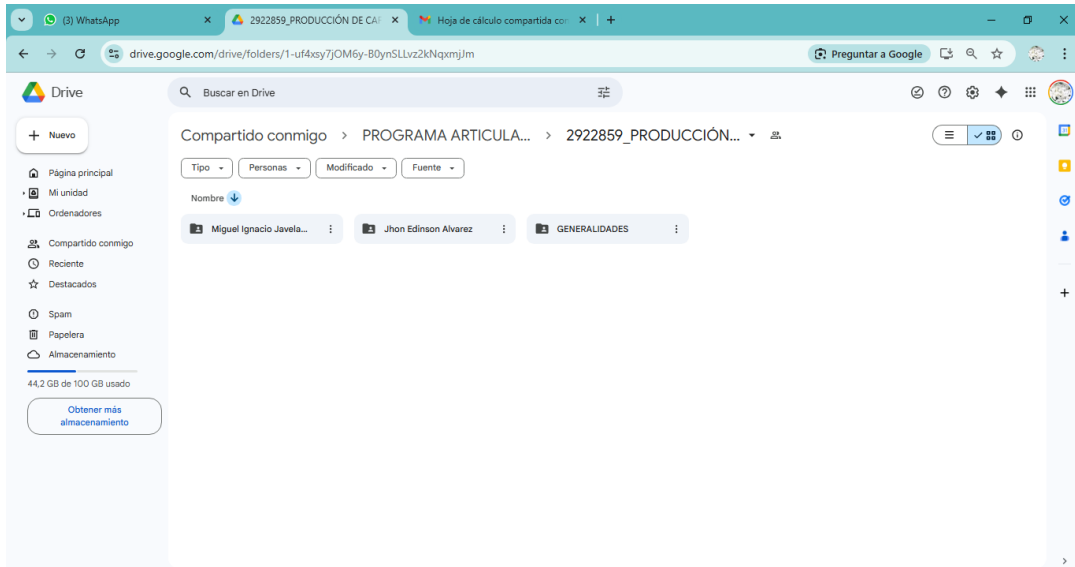 (3) WhatsApp
2922859_PRODUCCIÓN DE CAF
Hoja de cálculo compartida con
drive.google.com/drive/folders/1-uf4xsy7jOM6y-B0ynSLLvz2kNqxmjJm
Preguntar a Google
Drive
Buscar en Drive
Nuevo
Compartido conmigo > PROGRAMA ARTICULA... > 2922859_PRODUCCIÓN...
Tipo
Personas
Modificado
Fuente
Página principal
Mi unidad
Ordenadores
Compartido conmigo
Reciente
Destacados
Spam
Papelera
Almacenamiento
44,2 GB de 100 GB usado
Obtener más
almacenamiento
Nombre
Miguel Ignacio Javela...
Jhon Edinson Alvarez
GENERALIDADES